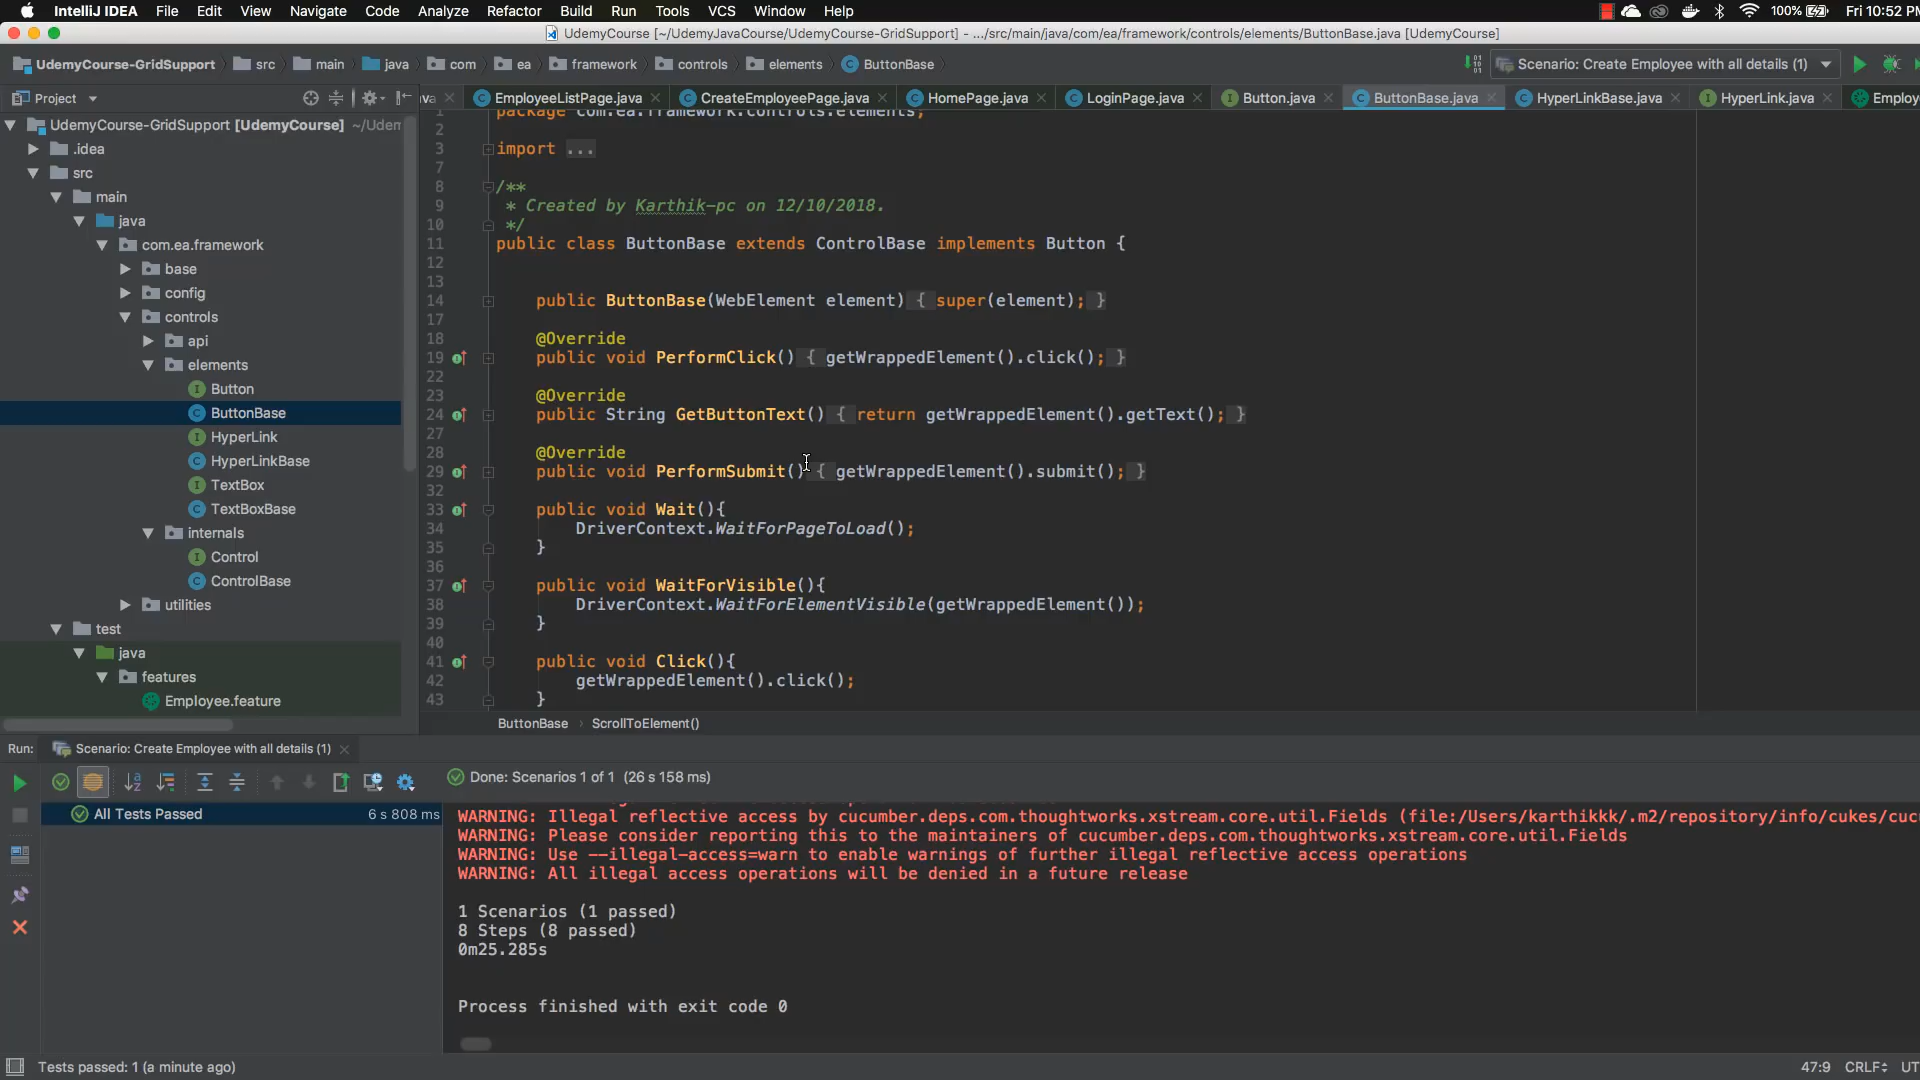 IntelliJ IDEA File Edit View Navigate Code Analyze Refactor Build Run Tools VCS Window Help 100% Fri 10:52 PM
UdemyCourse [~/UdemyJavaCourse/UdemyCourse-GridSupport] - .../src/main/java/com/ea/framework/controls/elements/ButtonBase.java [UdemyCourse]
UdemyCourse-GridSupport src main java com ea framework controls elements ButtonBase Scenario: Create Employee with all details (1)
Project va EmployeeListPage.java CreateEmployeePage.java HomePage.java LoginPage.java Button.java ButtonBase.java HyperLinkBase.java HyperLink.java Employ
UdemyCourse-GridSupport [UdemyCourse] ~/Udem
.idea
src
main
java
com.ea.framework
base
config
controls
api
elements
Button
ButtonBase
HyperLink
HyperLinkBase
TextBox
TextBoxBase
internals
Control
ControlBase
utilities
test
java
features
Employee.feature
1 package com.ea.framework.controls.elements;
2
3 import ...
7
8 /**
9 * Created by Karthik-pc on 12/10/2018.
10 */
11 public class ButtonBase extends ControlBase implements Button {
12
13
14 public ButtonBase(WebElement element) { super(element); }
17
18 @Override
19 public void PerformClick() { getWrappedElement().click(); }
22
23 @Override
24 public String GetButtonText() { return getWrappedElement().getText(); }
27
28 @Override
29 public void PerformSubmit() { getWrappedElement().submit(); }
32
33 public void Wait(){
34 DriverContext.WaitForPageToLoad();
35 }
36
37 public void WaitForVisible(){
38 DriverContext.WaitForElementVisible(getWrappedElement());
39 }
40
41 public void Click(){
42 getWrappedElement().click();
43 }
ButtonBase ScrollToElement()
Run: Scenario: Create Employee with all details (1)
Done: Scenarios 1 of 1 (26 s 158 ms)
All Tests Passed 6 s 808 ms
WARNING: Illegal reflective access by cucumber.deps.com.thoughtworks.xstream.core.util.Fields (file:/Users/karthikkk/.m2/repository/info/cukes/cuc
WARNING: Please consider reporting this to the maintainers of cucumber.deps.com.thoughtworks.xstream.core.util.Fields
WARNING: Use --illegal-access=warn to enable warnings of further illegal reflective access operations
WARNING: All illegal access operations will be denied in a future release
1 Scenarios (1 passed)
8 Steps (8 passed)
0m25.285s
Process finished with exit code 0
Tests passed: 1 (a minute ago) 47:9 CRLF UT